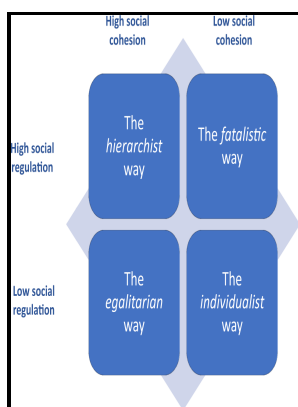 High social
cohesion
Low social
cohesion
High social
regulation
The
hierarchist
way
The fatalistic
way
Low social
regulation
The
egalitarian
way
The
individualist
way